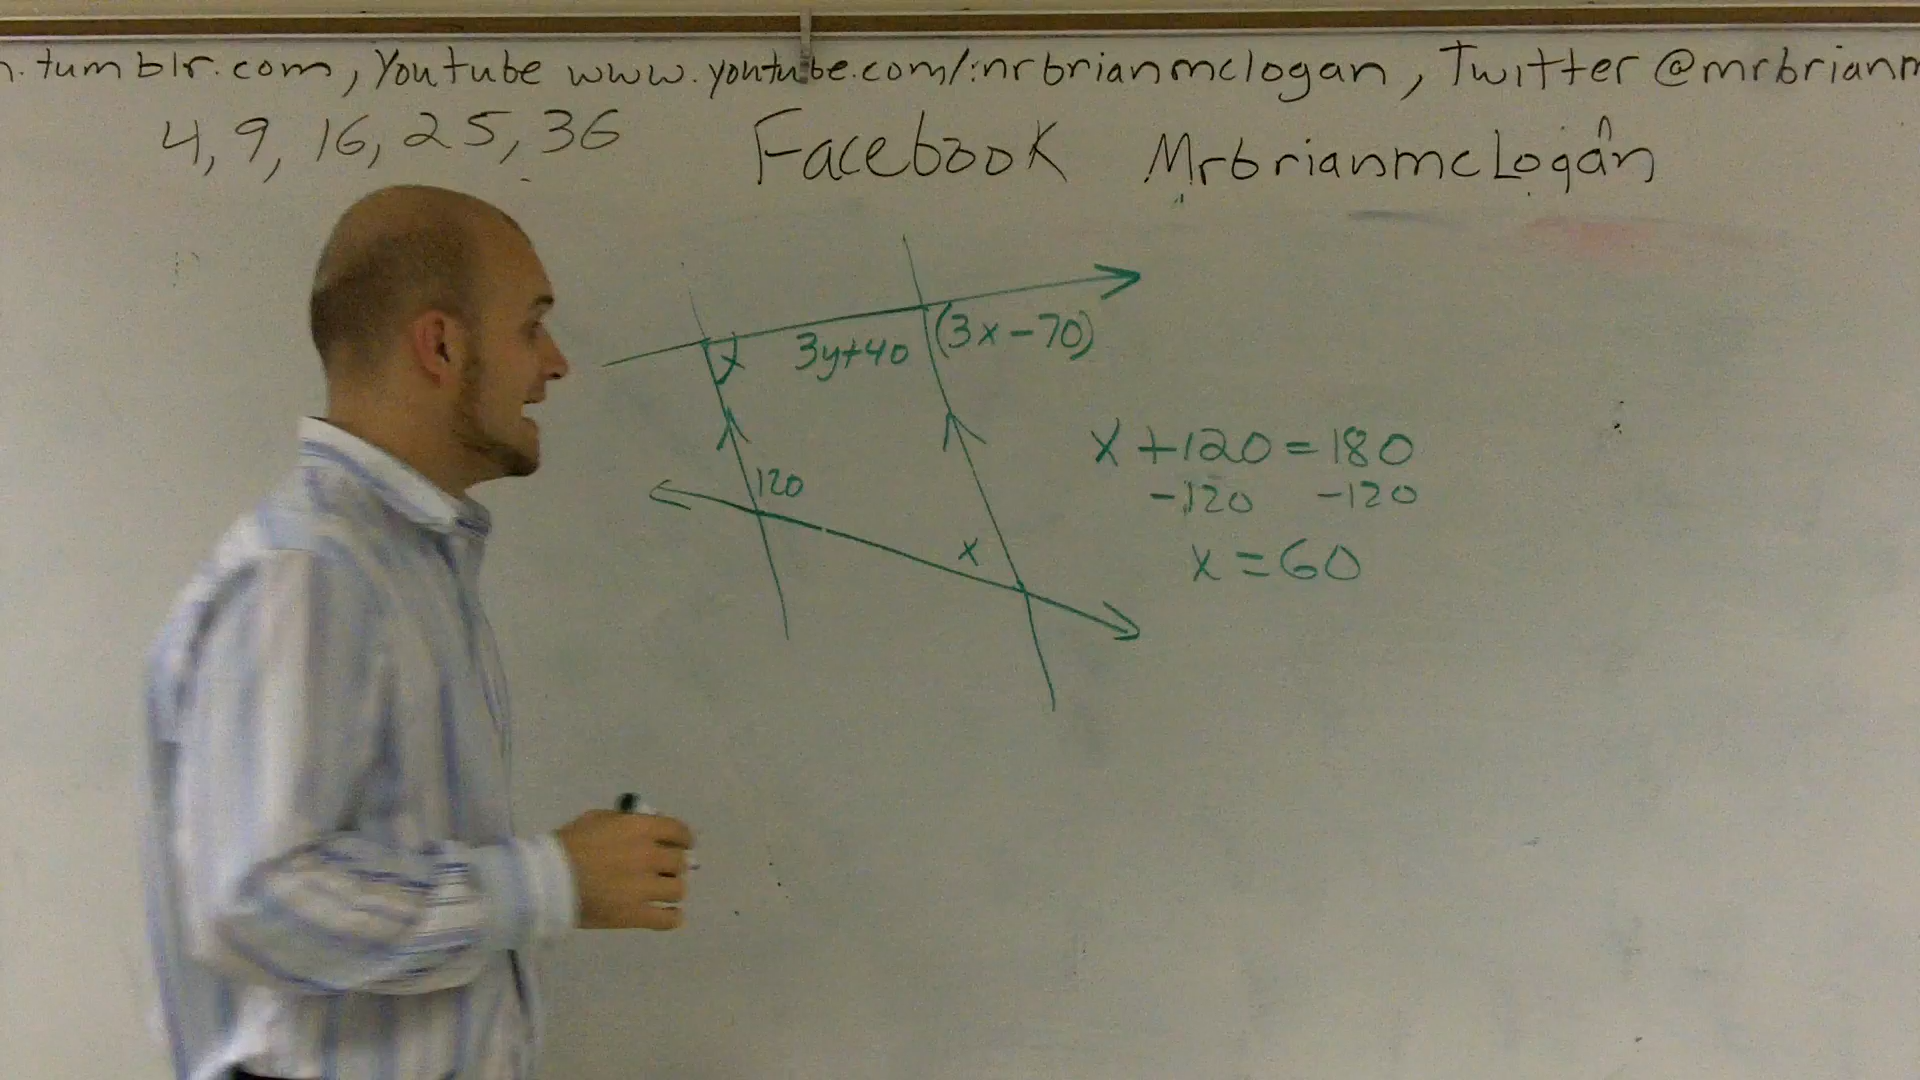 n.tumblr.com, Youtube www.youtube.com/mrbrianmclogan, Twitter @mrbrianm
4, 9, 16, 25, 36 Facebook MrbrianmcLogan
3y+40 (3x-70)
x+120=180
120 -120 -120
x x=60